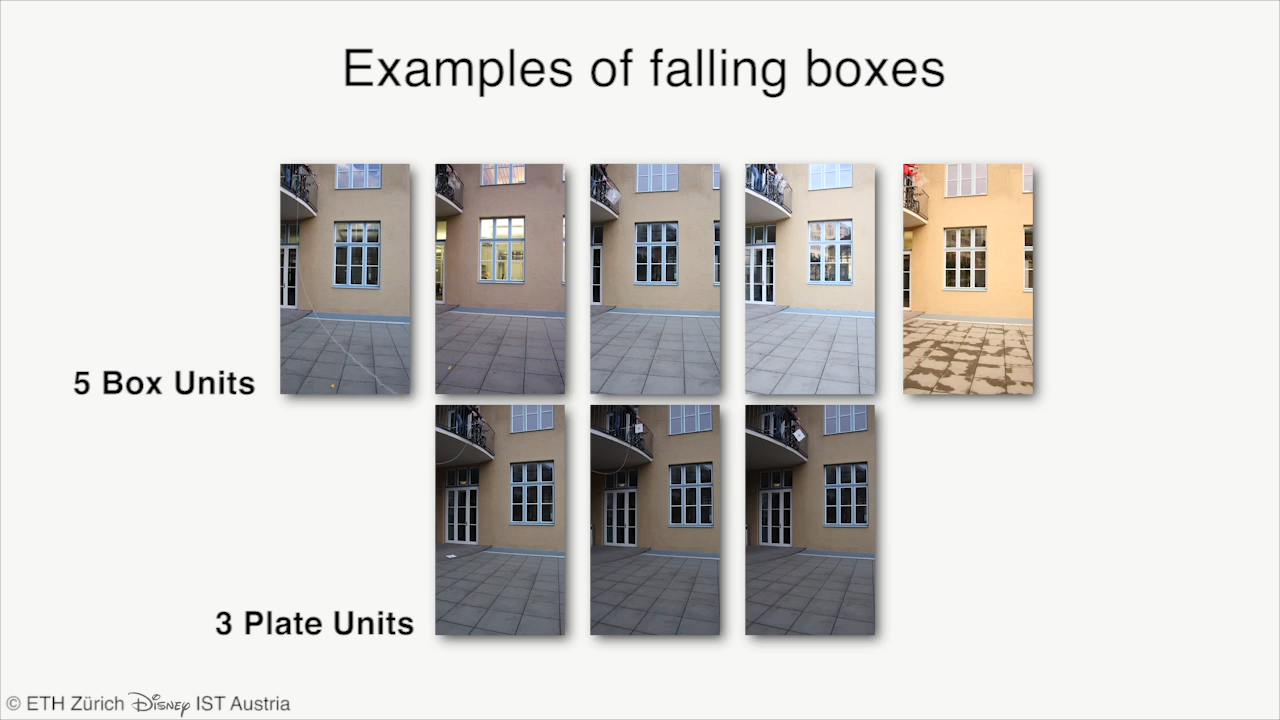 Examples of falling boxes
5 Box Units
3 Plate Units
© ETH Zürich Disney IST Austria